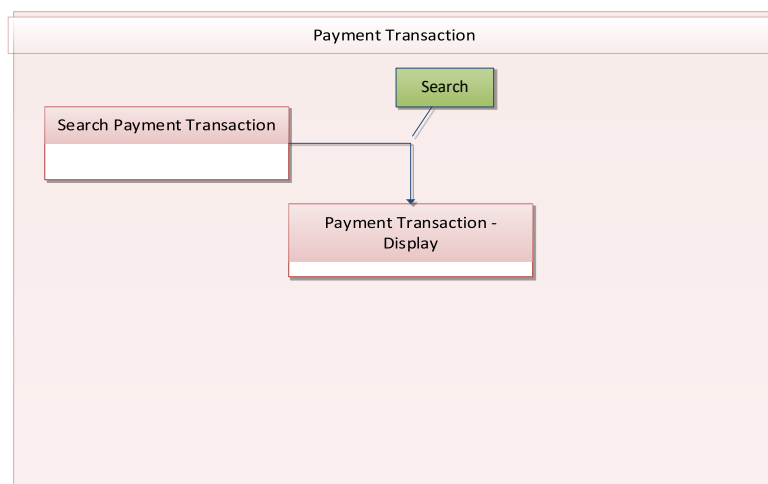 Payment Transaction
Search
Search Payment Transaction
Payment Transaction -
Display